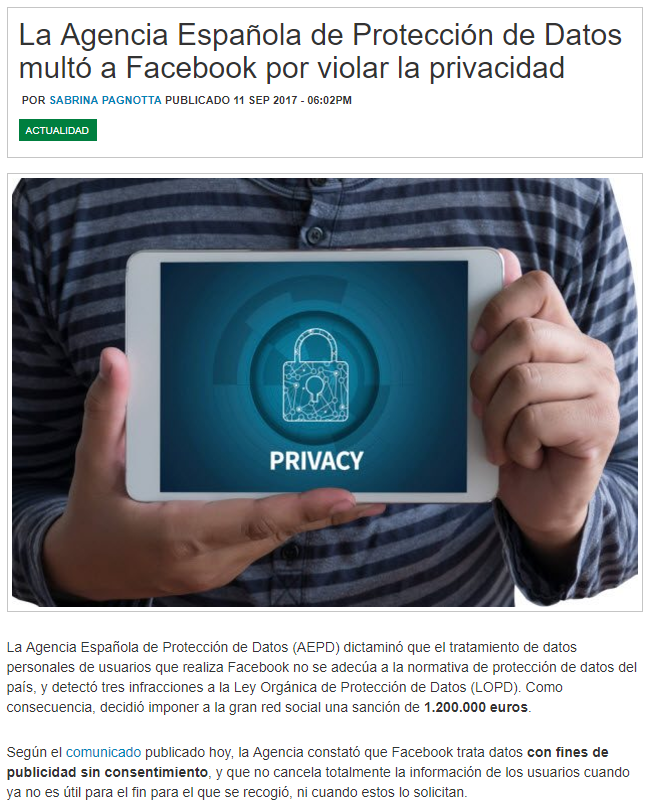 La Agencia Española de Protección de Datos
multó a Facebook por violar la privacidad
POR SABRINA PAGNOTTA PUBLICADO 11 SEP 2017 - 06:02PM
ACTUALIDAD
PRIVACY
La Agencia Española de Protección de Datos (AEPD) dictaminó que el tratamiento de datos
personales de usuarios que realiza Facebook no se adecúa a la normativa de protección de datos del
país, y detectó tres infracciones a la Ley Orgánica de Protección de Datos (LOPD). Como
consecuencia, decidió imponer a la gran red social una sanción de 1.200.000 euros.
Según el comunicado publicado hoy, la Agencia constató que Facebook trata datos con fines de
publicidad sin consentimiento, y que no cancela totalmente la información de los usuarios cuando
ya no es útil para el fin para el que se recogió, ni cuando estos lo solicitan.